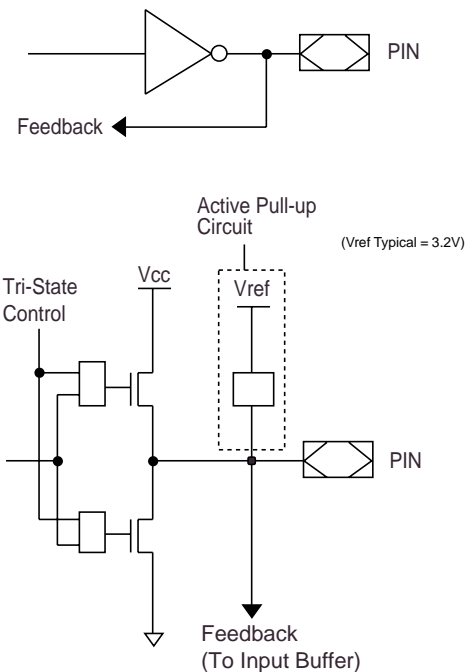 PIN
Feedback
Active Pull-up
Circuit
(Vref Typical = 3.2V)
Tri-State
Control
Vcc
Vref
PIN
Feedback
(To Input Buffer)